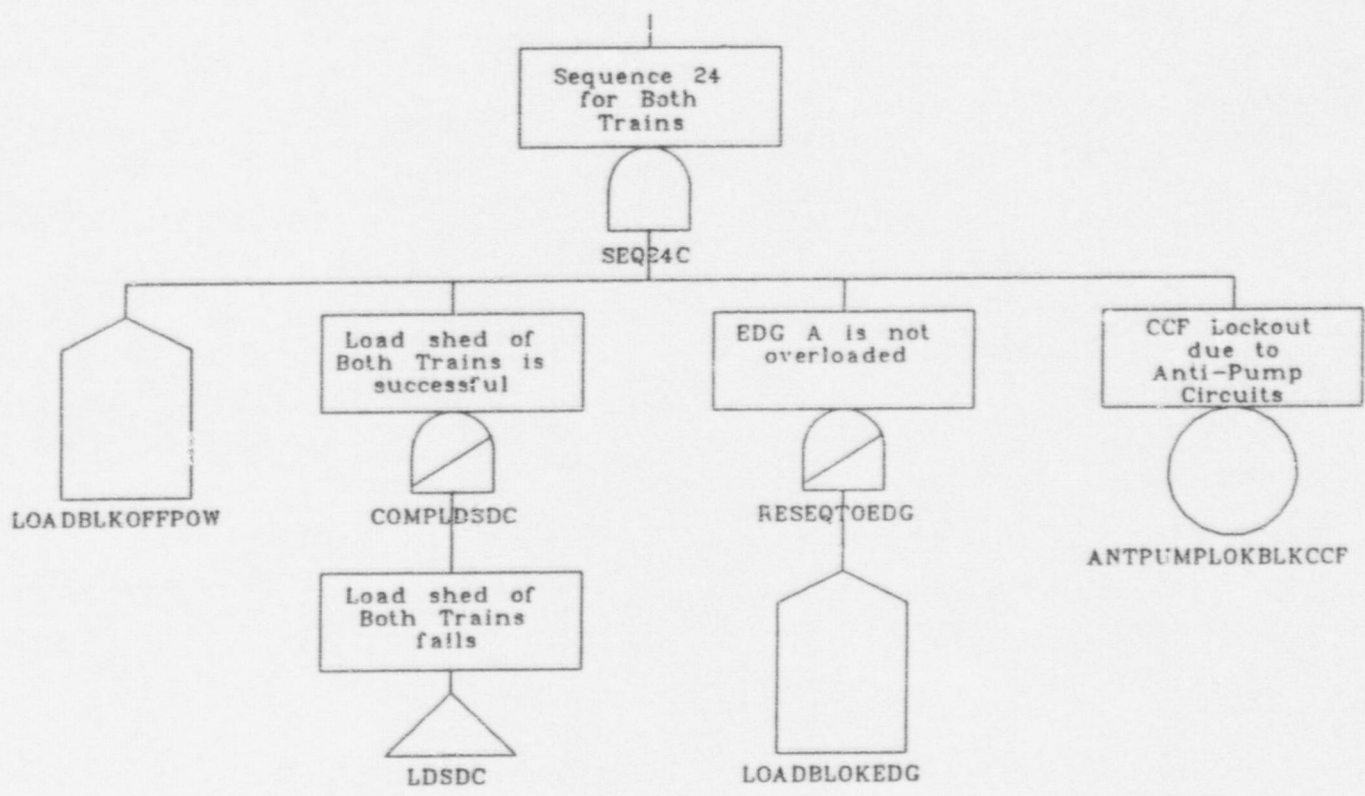 Sequence 24
for Both
Trains
SEQ24C
Load shed of
Both Trains is
successful
EDG A is not
overloaded
CCF Lockout
due to
Anti-Pump
Circuits
LOADBLKOFFPOW
COMPLDSDC
RESEQTOEDG
ANTPUMPLOKBLKCCF
Load shed of
Both Trains
fails
LDSDC
LOADBLOKEDG